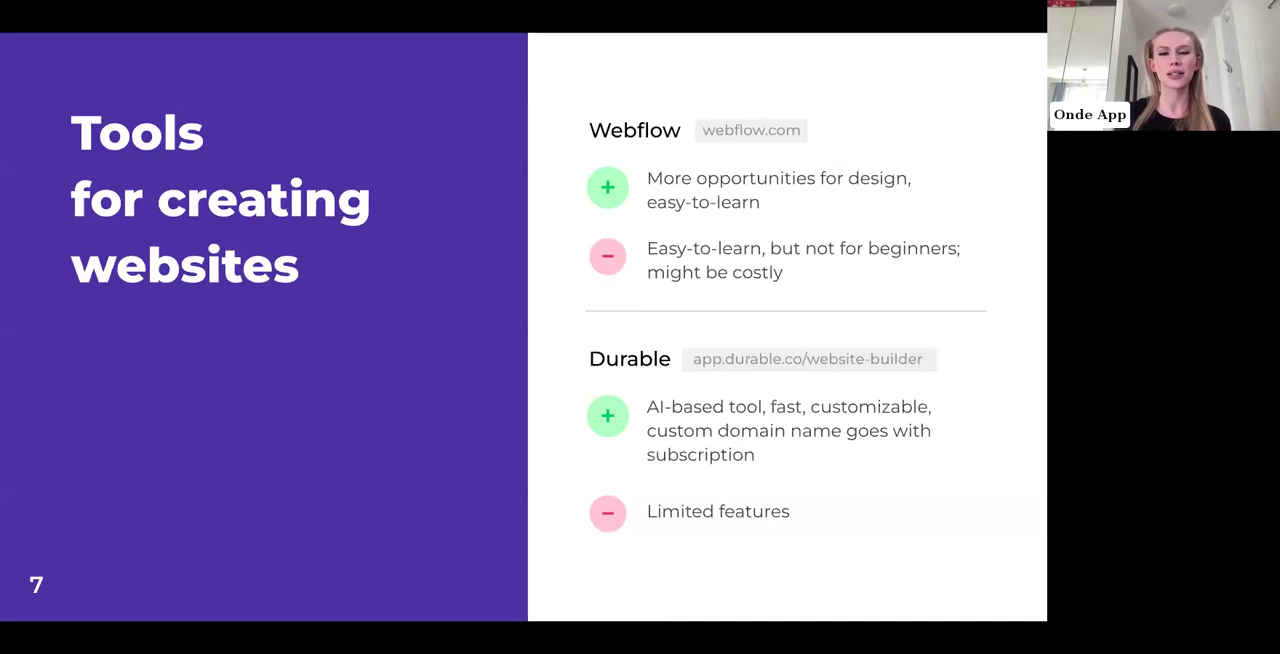 Tools
for creating
websites
7
Webflow webflow.com
+
More opportunities for design,
easy-to-learn
−
Easy-to-learn, but not for beginners;
might be costly
Durable app.durable.co/website-builder
+
AI-based tool, fast, customizable,
custom domain name goes with
subscription
−
Limited features
Onde App